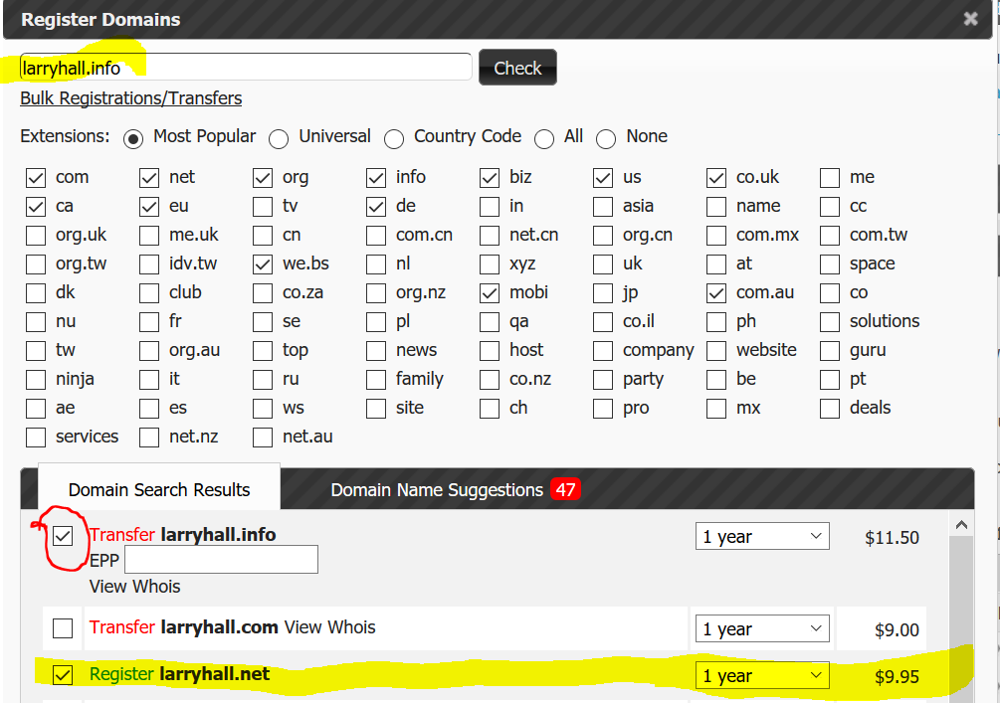 Register Domains
larryhall.info Check
Bulk Registrations/Transfers
Extensions: Most Popular Universal Country Code All None
com net org info biz us co.uk me
ca eu tv de in asia name cc
org.uk me.uk cn com.cn net.cn org.cn com.mx com.tw
org.tw idv.tw we.bs nl xyz uk at space
dk club co.za org.nz mobi jp com.au co
nu fr se pl qa co.il ph solutions
tw org.au top news host company website guru
ninja it ru family co.nz party be pt
ae es ws site ch pro mx deals
services net.nz net.au
Domain Search Results Domain Name Suggestions 47
Transfer larryhall.info 1 year $11.50
EPP
View Whois
Transfer larryhall.com View Whois 1 year $9.00
Register larryhall.net 1 year $9.95